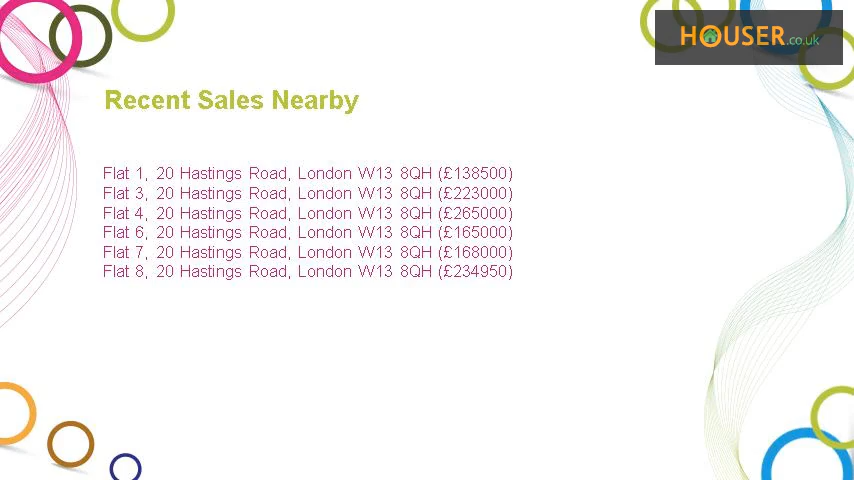 HOUSER.co.uk
Recent Sales Nearby
Flat 1, 20 Hastings Road, London W13 8QH (£138500)
Flat 3, 20 Hastings Road, London W13 8QH (£223000)
Flat 4, 20 Hastings Road, London W13 8QH (£265000)
Flat 6, 20 Hastings Road, London W13 8QH (£165000)
Flat 7, 20 Hastings Road, London W13 8QH (£168000)
Flat 8, 20 Hastings Road, London W13 8QH (£234950)